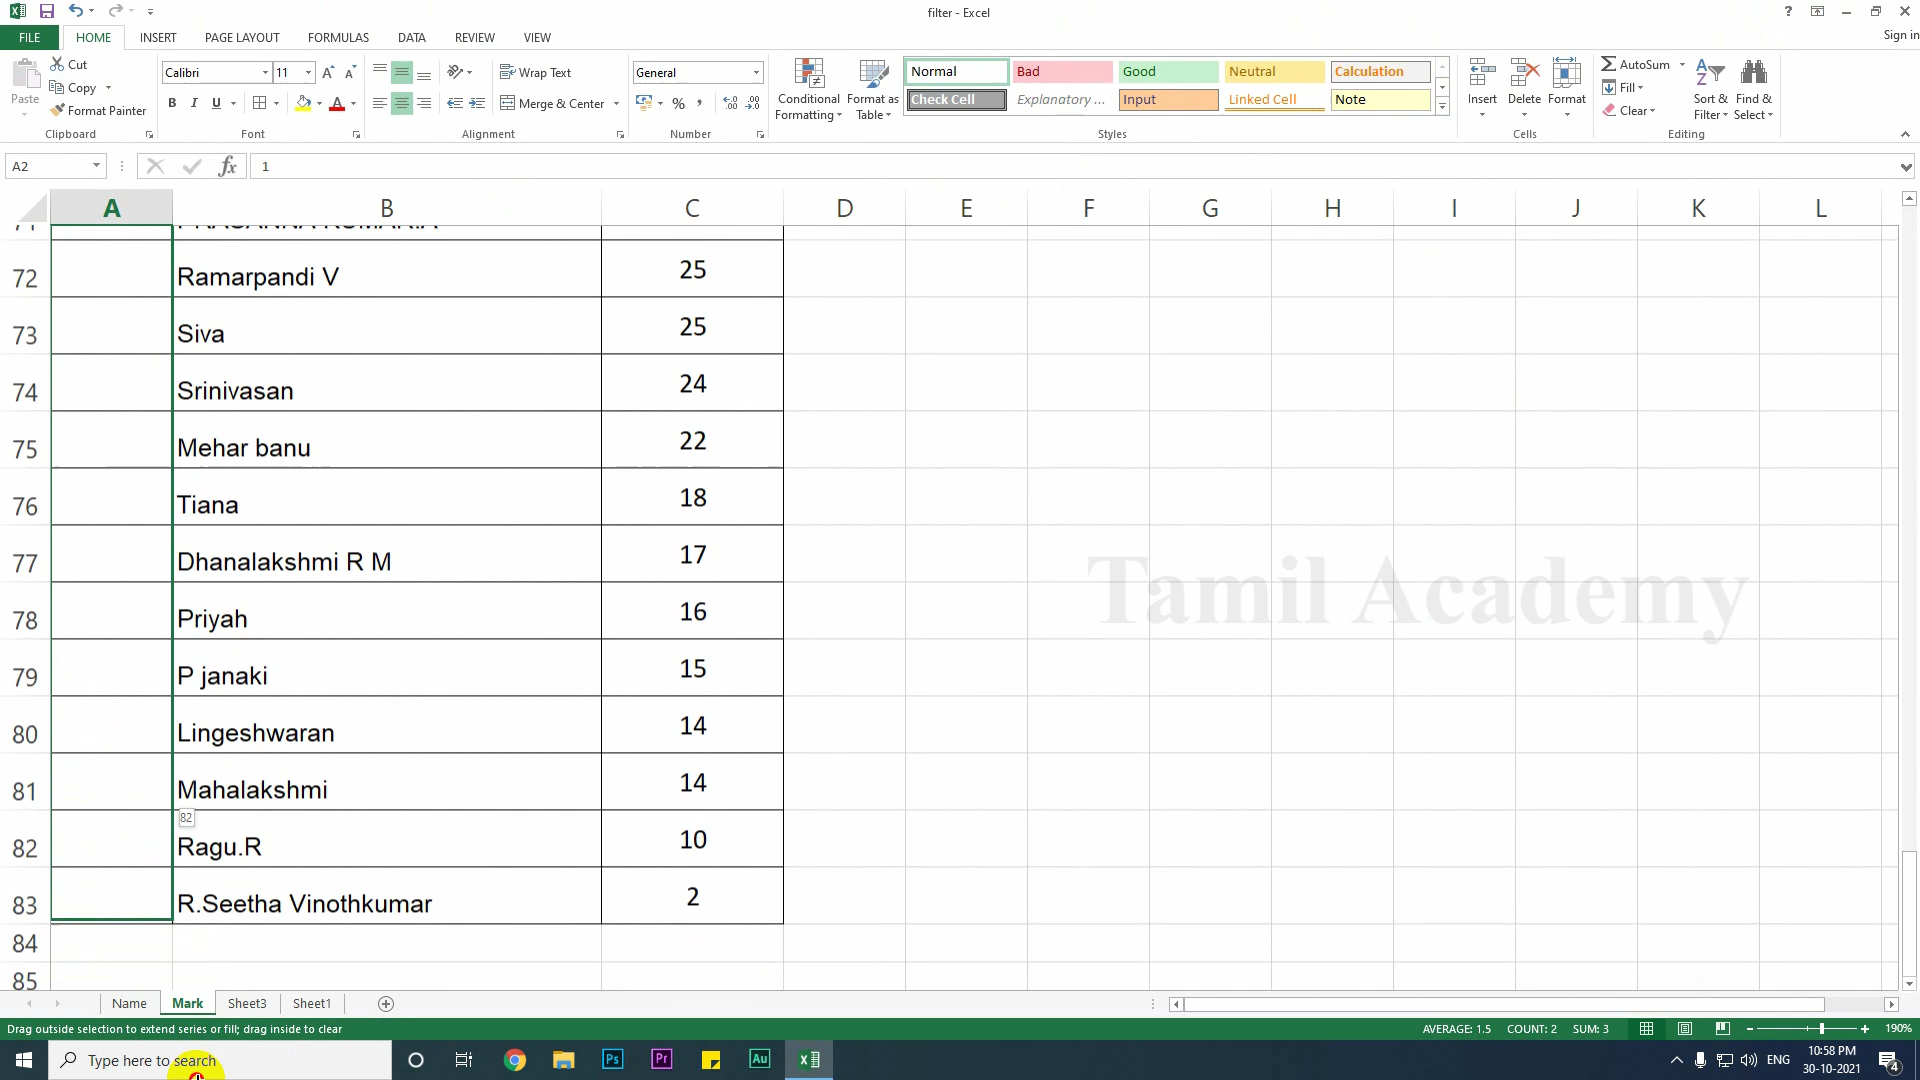 filter - Excel
?
Sign in
FILE HOME INSERT PAGE LAYOUT FORMULAS DATA REVIEW VIEW
Paste
Cut
Copy
Format Painter
Clipboard
Calibri 11
B I U
Font
Wrap Text
Merge & Center
Alignment
General
%
Number
Conditional Formatting
Format as Table
Normal Bad Good Neutral Calculation
Check Cell Explanatory ... Input Linked Cell Note
Styles
Insert Delete Format
Cells
AutoSum
Fill
Clear
Sort & Filter
Find & Select
Editing
A2 fx 1
A B C D E F G H I J K L
72 Ramarpandi V 25
73 Siva 25
74 Srinivasan 24
75 Mehar banu 22
76 Tiana 18
77 Dhanalakshmi R M 17
78 Priyah 16
79 P janaki 15
80 Lingeshwaran 14
81 Mahalakshmi 14
82
82 Ragu.R 10
83 R.Seetha Vinothkumar 2
84
85
Tamil Academy
Name Mark Sheet3 Sheet1
Drag outside selection to extend series or fill; drag inside to clear
AVERAGE: 1.5 COUNT: 2 SUM: 3
190%
Type here to search
Ps Pr Au
ENG
10:58 PM
30-10-2021
4